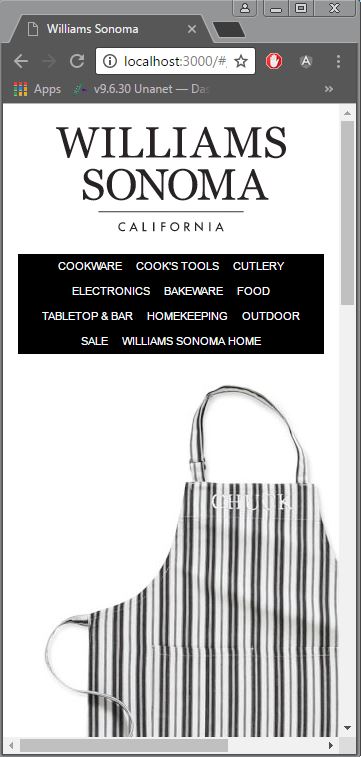 Williams Sonoma
localhost:3000/#
Apps v9.6.30 Unanet — Das
WILLIAMS
SONOMA
CALIFORNIA
COOKWARE COOK'S TOOLS CUTLERY
ELECTRONICS BAKEWARE FOOD
TABLETOP & BAR HOMEKEEPING OUTDOOR
SALE WILLIAMS SONOMA HOME
CHUCK